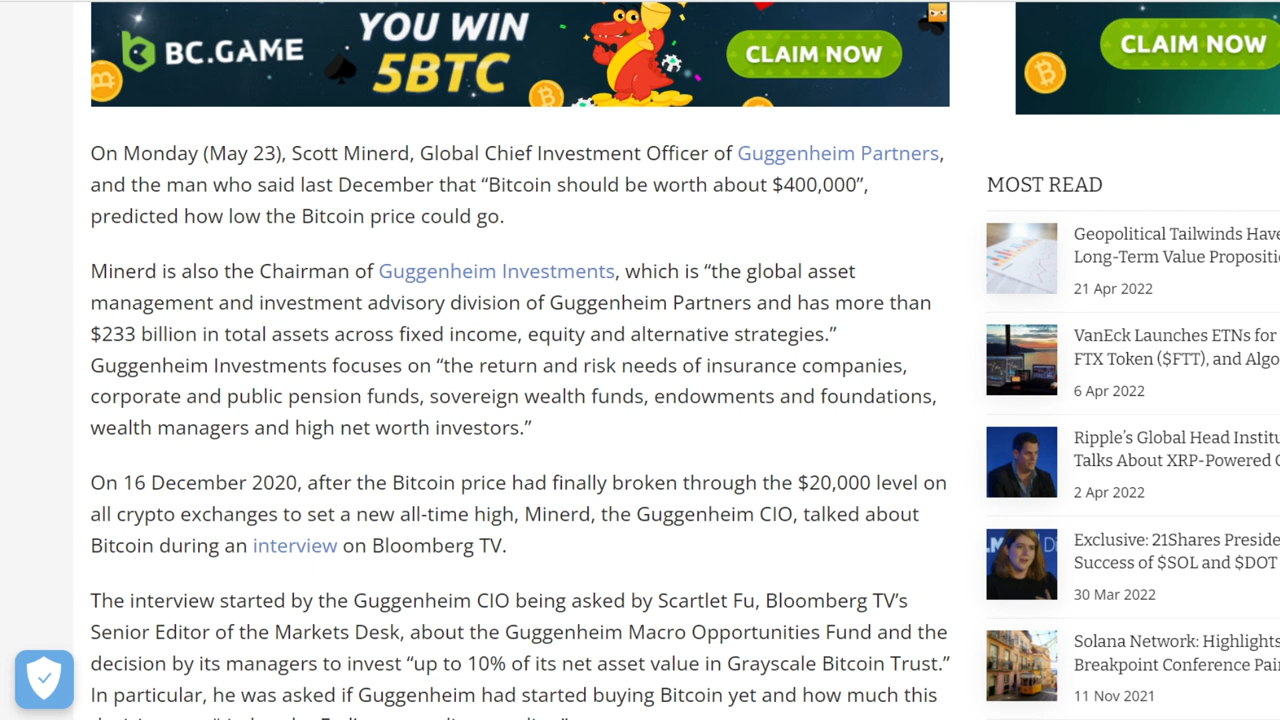 BC.GAME
YOU WIN
5BTC
CLAIM NOW
CLAIM NOW
On Monday (May 23), Scott Minerd, Global Chief Investment Officer of Guggenheim Partners,
and the man who said last December that “Bitcoin should be worth about $400,000”,
predicted how low the Bitcoin price could go.
Minerd is also the Chairman of Guggenheim Investments, which is “the global asset
management and investment advisory division of Guggenheim Partners and has more than
$233 billion in total assets across fixed income, equity and alternative strategies.”
Guggenheim Investments focuses on “the return and risk needs of insurance companies,
corporate and public pension funds, sovereign wealth funds, endowments and foundations,
wealth managers and high net worth investors.”
On 16 December 2020, after the Bitcoin price had finally broken through the $20,000 level on
all crypto exchanges to set a new all-time high, Minerd, the Guggenheim CIO, talked about
Bitcoin during an interview on Bloomberg TV.
The interview started by the Guggenheim CIO being asked by Scartlet Fu, Bloomberg TV’s
Senior Editor of the Markets Desk, about the Guggenheim Macro Opportunities Fund and the
decision by its managers to invest “up to 10% of its net asset value in Grayscale Bitcoin Trust.”
In particular, he was asked if Guggenheim had started buying Bitcoin yet and how much this
MOST READ
Geopolitical Tailwinds Have
Long-Term Value Propositi
21 Apr 2022
VanEck Launches ETNs for
FTX Token ($FTT), and Algo
6 Apr 2022
Ripple’s Global Head Institu
Talks About XRP-Powered
2 Apr 2022
Exclusive: 21Shares Preside
Success of $SOL and $DOT
30 Mar 2022
Solana Network: Highlights
Breakpoint Conference Pai
11 Nov 2021